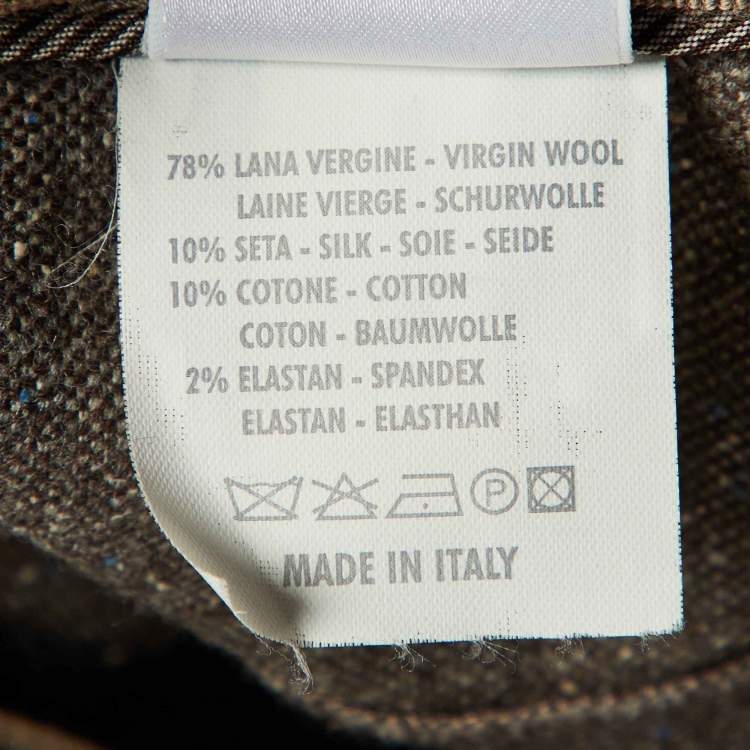 78% LANA VERGINE - VIRGIN WOOL
LAINE VIERGE - SCHURWOLLE
10% SETA - SILK - SOIE - SEIDE
10% COTONE - COTTON
COTON - BAUMWOLLE
2% ELASTAN - SPANDEX
ELASTAN - ELASTHAN
P
MADE IN ITALY